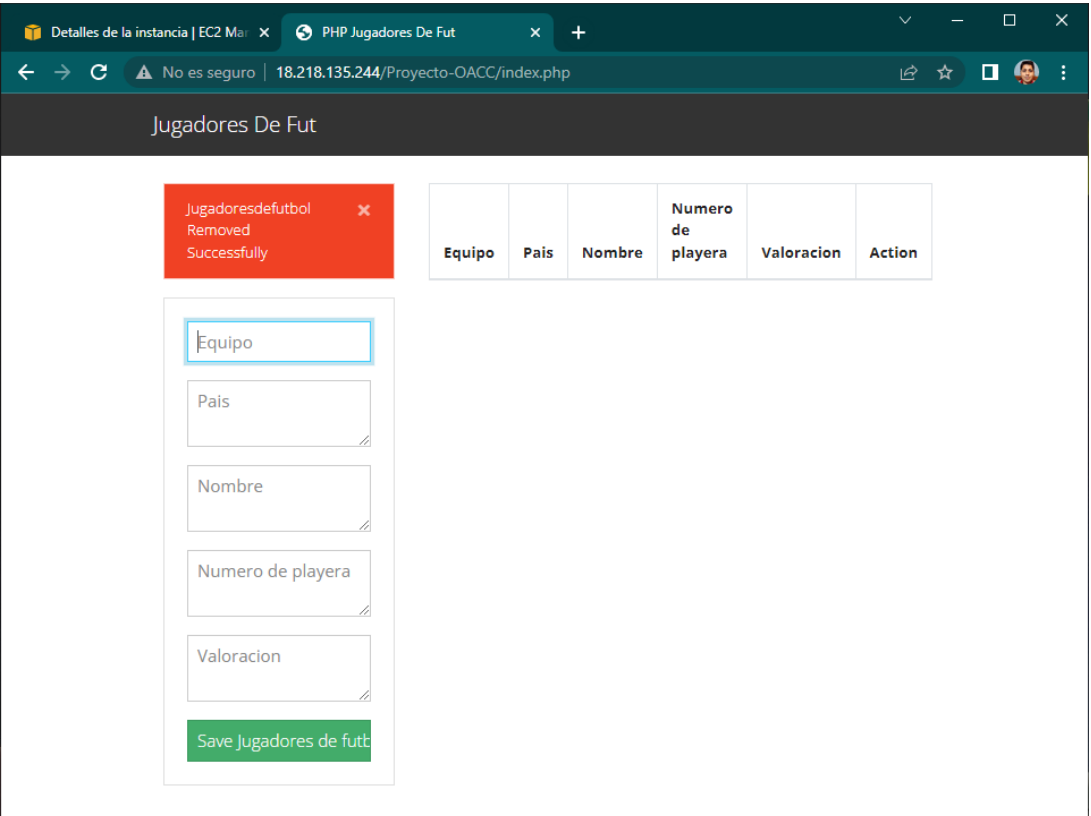 Detalles de la instancia | EC2 Mar
PHP Jugadores De Fut
No es seguro | 18.218.135.244/Proyecto-OACC/index.php
Jugadores De Fut
Jugadoresdefutbol
Removed
Successfully
Equipo
Pais
Nombre
Numero de playera
Valoracion
Save Jugadores de futb
Equipo Pais Nombre Numero de playera Valoracion Action